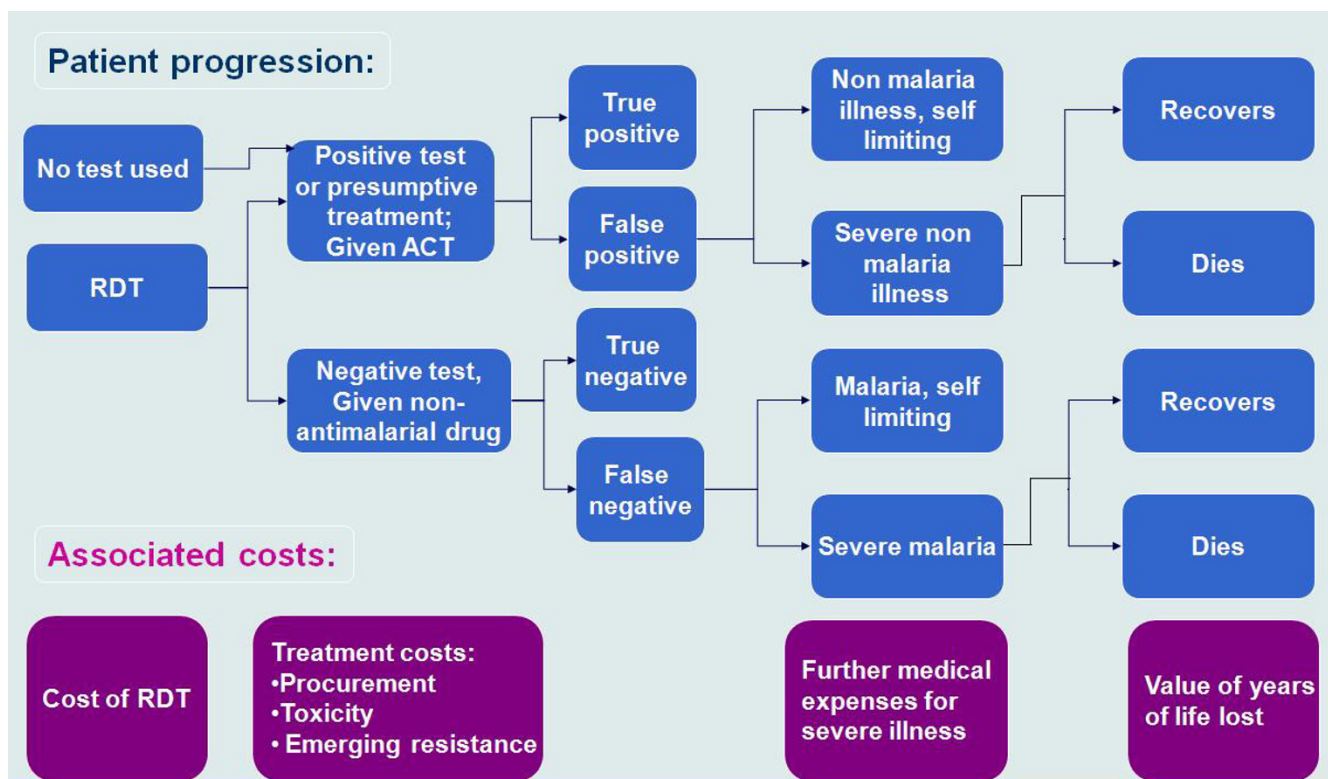 Patient progression:
No test used
RDT
Positive test
or presumptive
treatment;
Given ACT
Negative test,
Given non-
antimalarial drug
True
positive
False
positive
True
negative
False
negative
Non malaria
illness, self
limiting
Severe non
malaria
illness
Malaria, self
limiting
Severe malaria
Recovers
Dies
Recovers
Dies
Associated costs:
Cost of RDT
Treatment costs:
•Procurement
•Toxicity
• Emerging resistance
Further medical
expenses for
severe illness
Value of years
of life lost